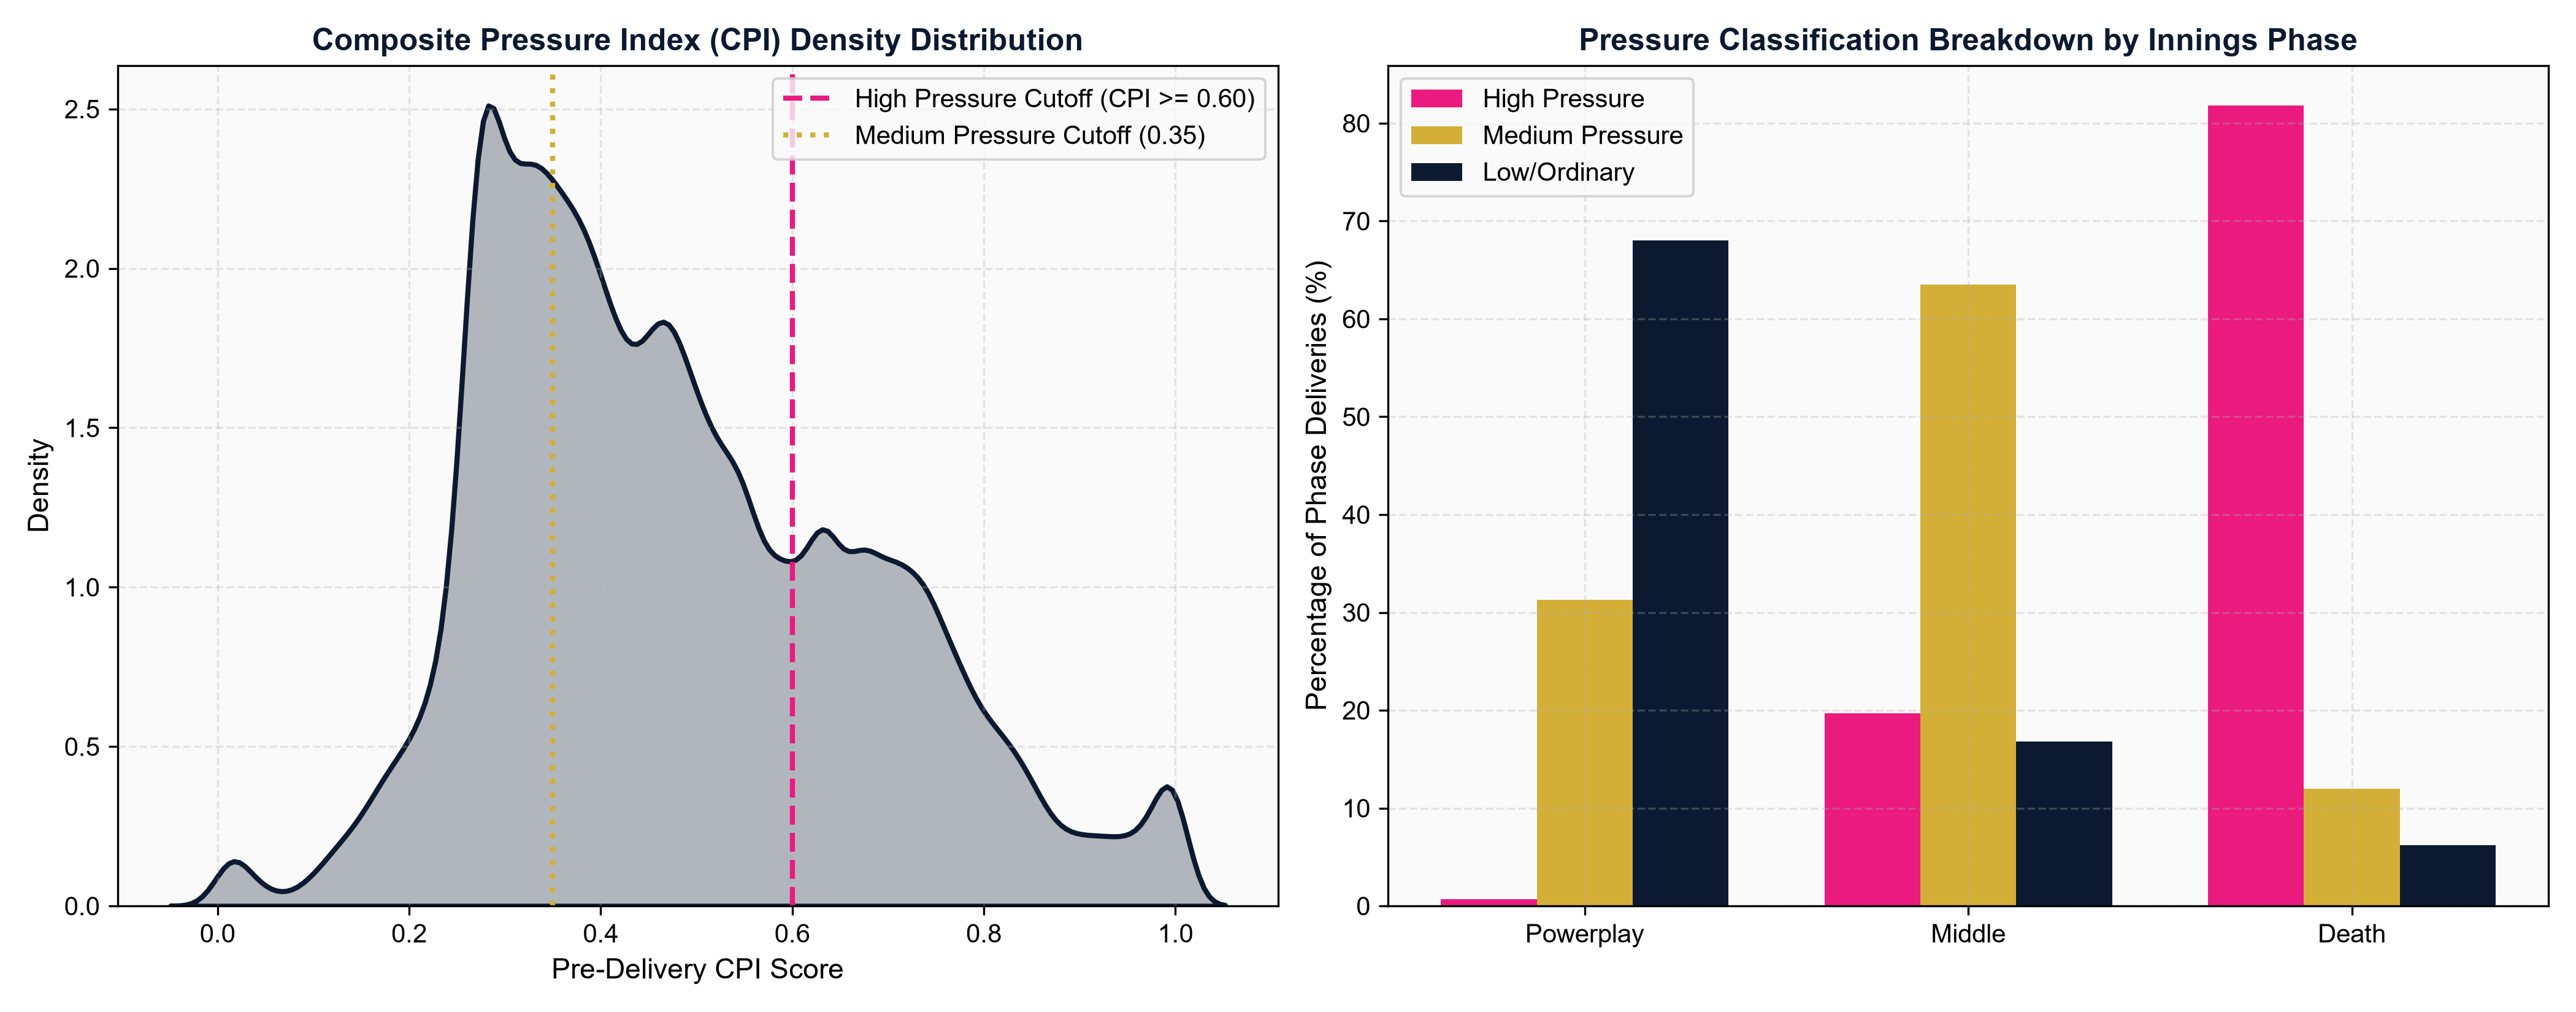 Composite Pressure Index (CPI) Density Distribution
High Pressure Cutoff (CPI >= 0.60)
Medium Pressure Cutoff (0.35)
Density
2.5
2.0
1.5
1.0
0.5
0.0
0.0 0.2 0.4 0.6 0.8 1.0
Pre-Delivery CPI Score
Pressure Classification Breakdown by Innings Phase
High Pressure
Medium Pressure
Low/Ordinary
Percentage of Phase Deliveries (%)
80
70
60
50
40
30
20
10
0
Powerplay Middle Death